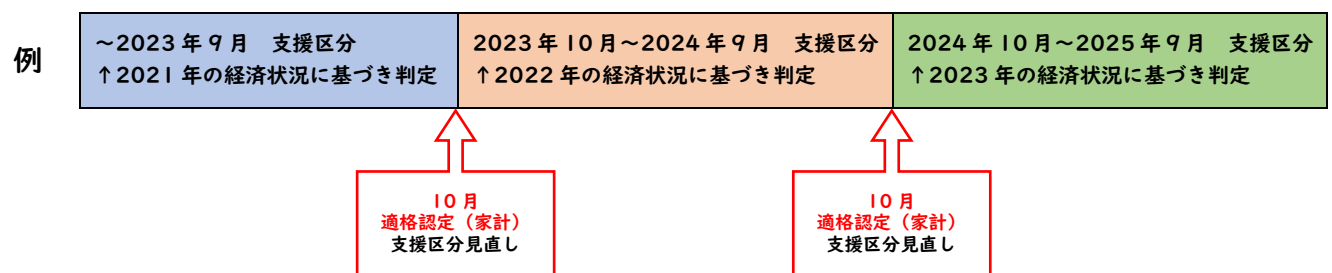 例
～2023年9月　支援区分
↑2021年の経済状況に基づき判定
2023年10月～2024年9月　支援区分
↑2022年の経済状況に基づき判定
2024年10月～2025年9月　支援区分
↑2023年の経済状況に基づき判定
10月
適格認定（家計）
支援区分見直し
10月
適格認定（家計）
支援区分見直し